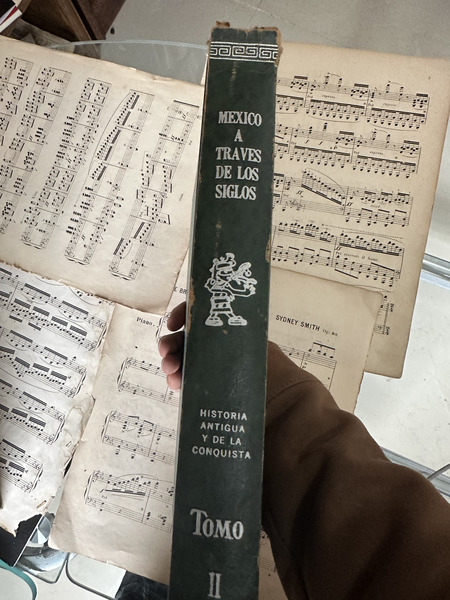 MEXICO
A
TRAVES
DE LOS
SIGLOS
HISTORIA
ANTIGUA
Y DE LA
CONQUISTA
TOMO
II
Piano.
SYDNEY SMITH